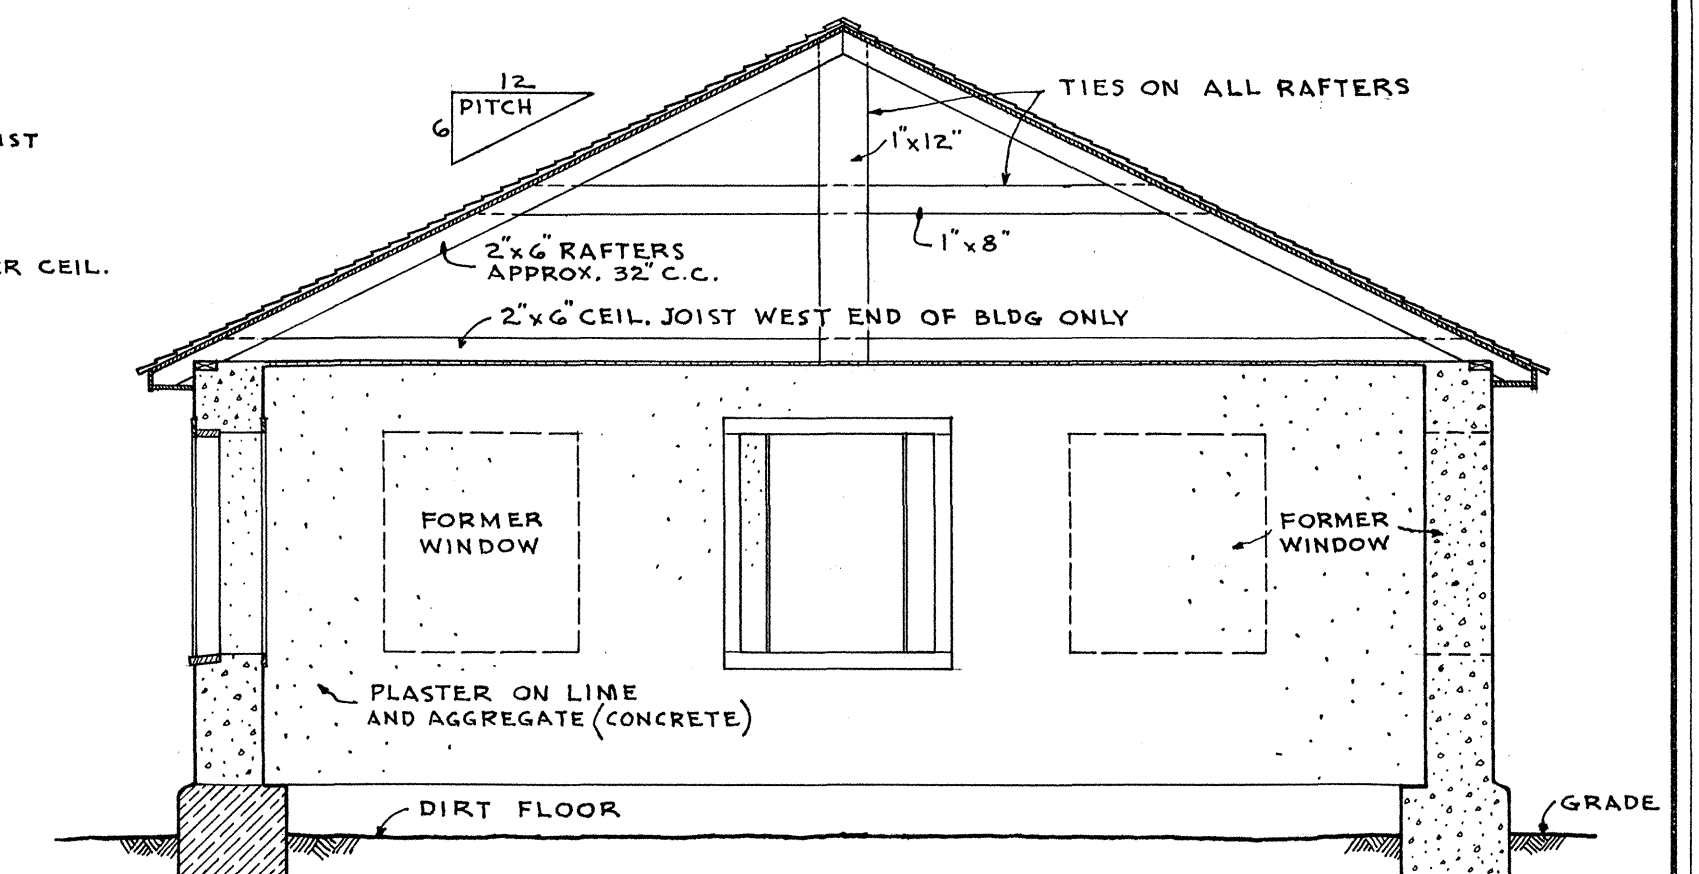 12
PITCH
6
TIES ON ALL RAFTERS
1"x12"
1"x8"
2"x6" RAFTERS
APPROX. 32" C.C.
ER CEIL.
2"x6" CEIL. JOIST WEST END OF BLDG ONLY
FORMER
WINDOW
FORMER
WINDOW
PLASTER ON LIME
AND AGGREGATE (CONCRETE)
DIRT FLOOR
GRADE